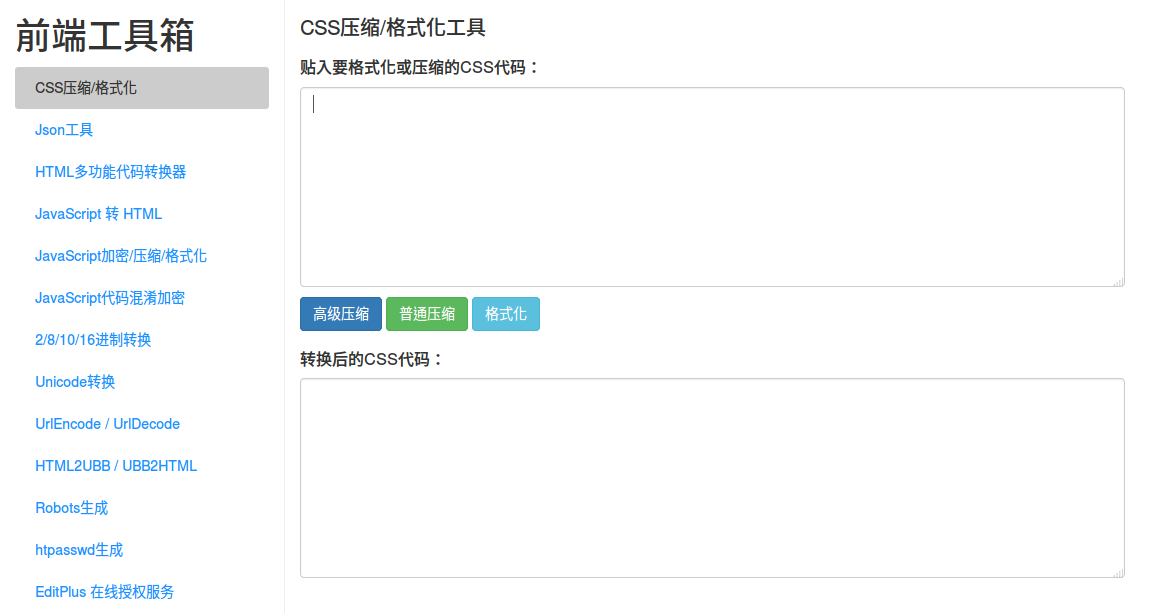 前端工具箱
CSS压缩/格式化
Json工具
HTML多功能代码转换器
JavaScript 转 HTML
JavaScript加密/压缩/格式化
JavaScript代码混淆加密
2/8/10/16进制转换
Unicode转换
UrlEncode / UrlDecode
HTML2UBB / UBB2HTML
Robots生成
htpasswd生成
EditPlus 在线授权服务
CSS压缩/格式化工具
贴入要格式化或压缩的CSS代码：
高级压缩 普通压缩 格式化
转换后的CSS代码：